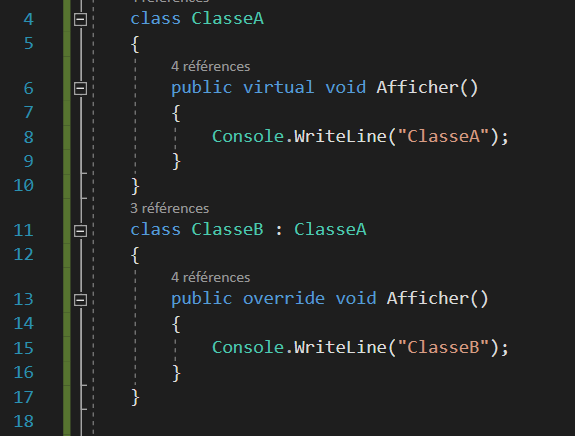 4 références
4 class ClasseA
5 {
4 références
6 public virtual void Afficher()
7 {
8 Console.WriteLine("ClasseA");
9 }
10 }
3 références
11 class ClasseB : ClasseA
12 {
4 références
13 public override void Afficher()
14 {
15 Console.WriteLine("ClasseB");
16 }
17 }
18